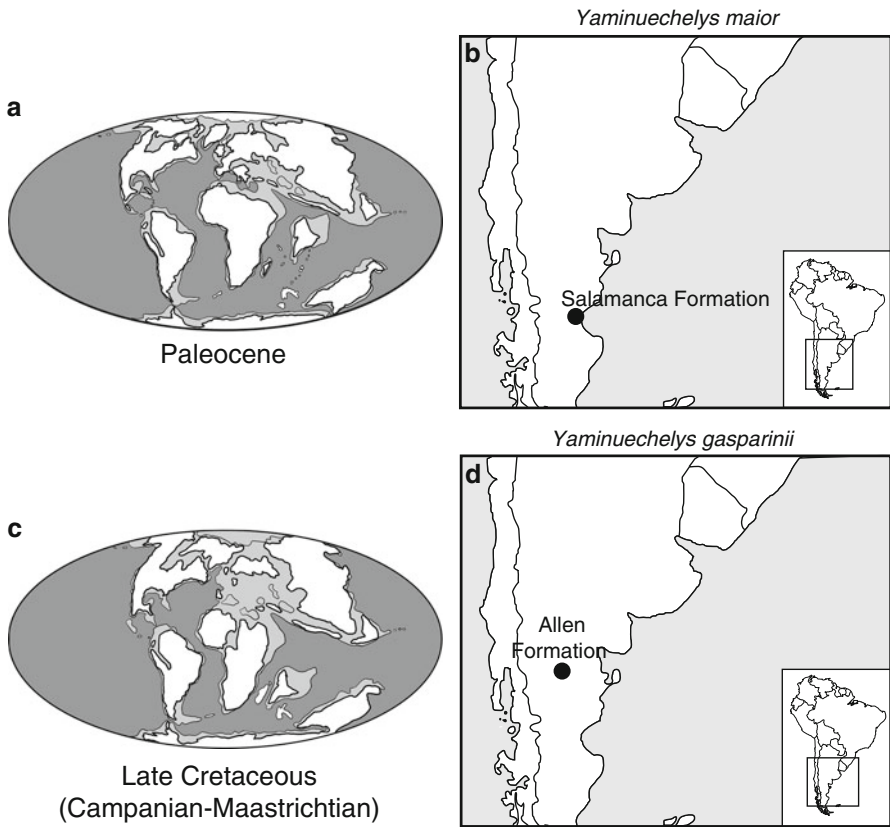 Yaminuechelys maior
a
b
Salamanca Formation
Paleocene
Yaminuechelys gasparinii
c
d
Allen
Formation
Late Cretaceous
(Campanian-Maastrichtian)